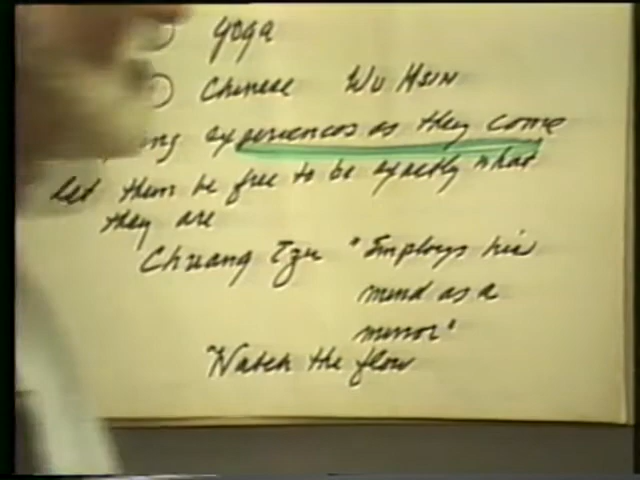 Yoga
Chinese Wu Hsin
experiences as they come
let them be free to be exactly what
they are
Chuang Tzu "Employs his
mind as a
mirror"
"Watch the flow